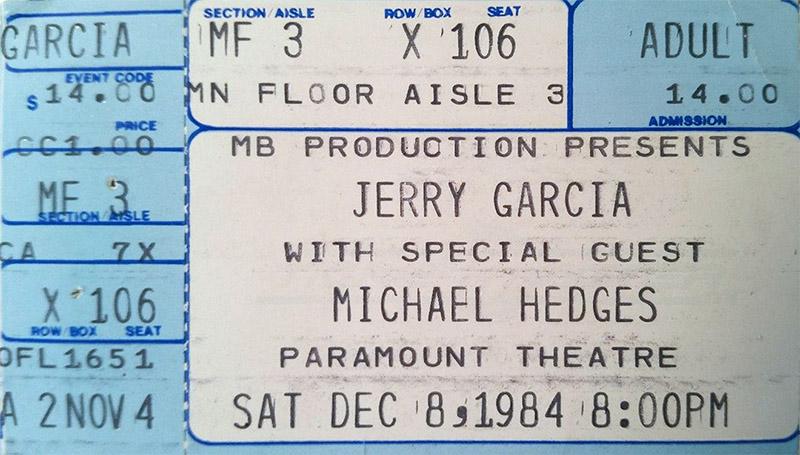 GARCIA
EVENT CODE
$ 14.00
PRICE
CC1.00
MF 3
SECTION/AISLE
CA 7X
X 106
ROW/BOX SEAT
OFL1651
A 2NOV4
SECTION/AISLE ROW/BOX SEAT
MF 3 X 106 ADULT
MN FLOOR AISLE 3 14.00
ADMISSION
MB PRODUCTION PRESENTS
JERRY GARCIA
WITH SPECIAL GUEST
MICHAEL HEDGES
PARAMOUNT THEATRE
SAT DEC 8,1984 8:00PM